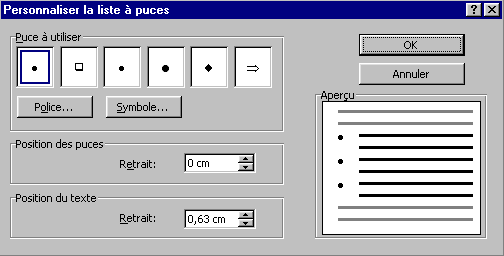 Personnaliser la liste à puces
Puce à utiliser
OK
Annuler
Police...
Symbole...
Aperçu
Position des puces
Retrait: 0 cm
Position du texte
Retrait: 0,63 cm